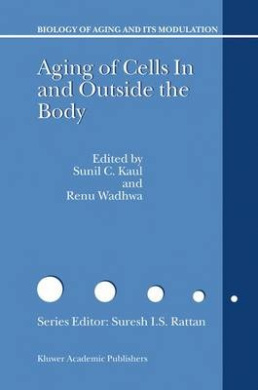 BIOLOGY OF AGING AND ITS MODULATION
Aging of Cells In
and Outside the
Body
Edited by
Sunil C. Kaul
and
Renu Wadhwa
Series Editor: Suresh I.S. Rattan
Kluwer Academic Publishers